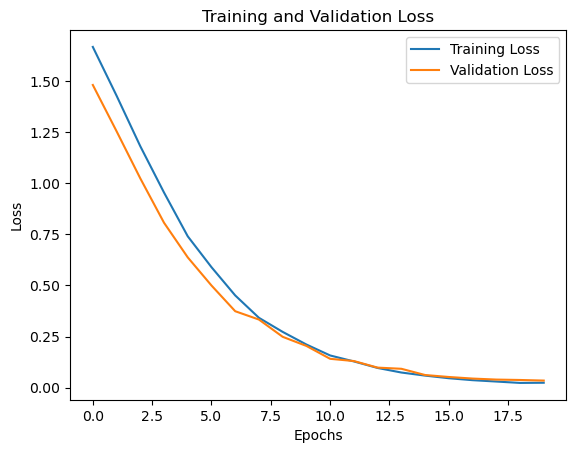 Training and Validation Loss
Training Loss
Validation Loss
1.50
1.25
1.00
0.75
0.50
0.25
0.00
Loss
0.0 2.5 5.0 7.5 10.0 12.5 15.0 17.5
Epochs